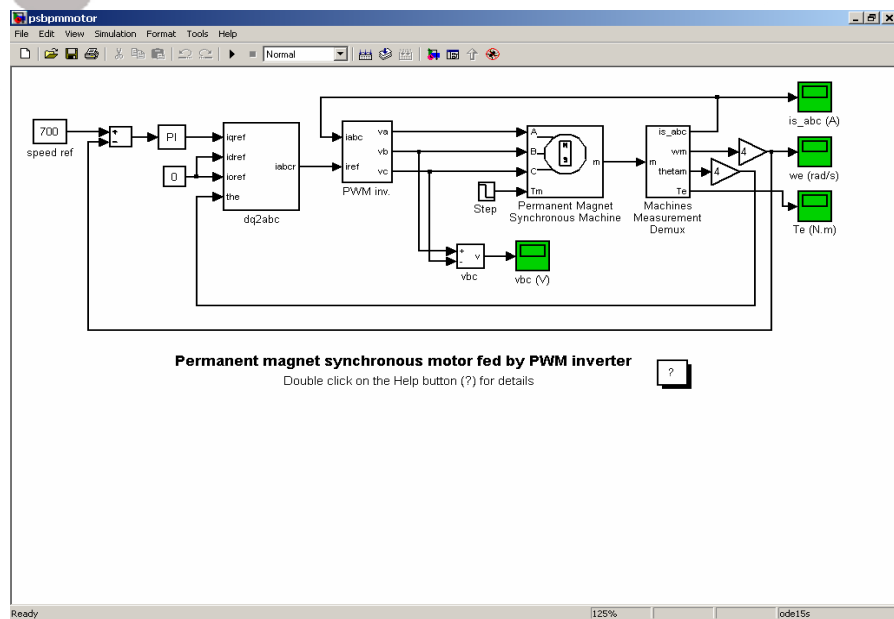 psbpmmotor
File Edit View Simulation Format Tools Help
Normal
700
speed ref
PI
0
iqref
idref
ioref
the
iabcr
dq2abc
iabc
iref
va
vb
vc
PWM inv.
Step
A
B
C
Tm
N
S
m
Permanent Magnet
Synchronous Machine
m
is_abc
wm
thetam
Te
Machines
Measurement
Demux
4
4
is_abc (A)
we (rad/s)
Te (N.m)
+
-
+
-
v
vbc
vbc (V)
Permanent magnet synchronous motor fed by PWM inverter
Double click on the Help button (?) for details
?
Ready
125%
ode15s